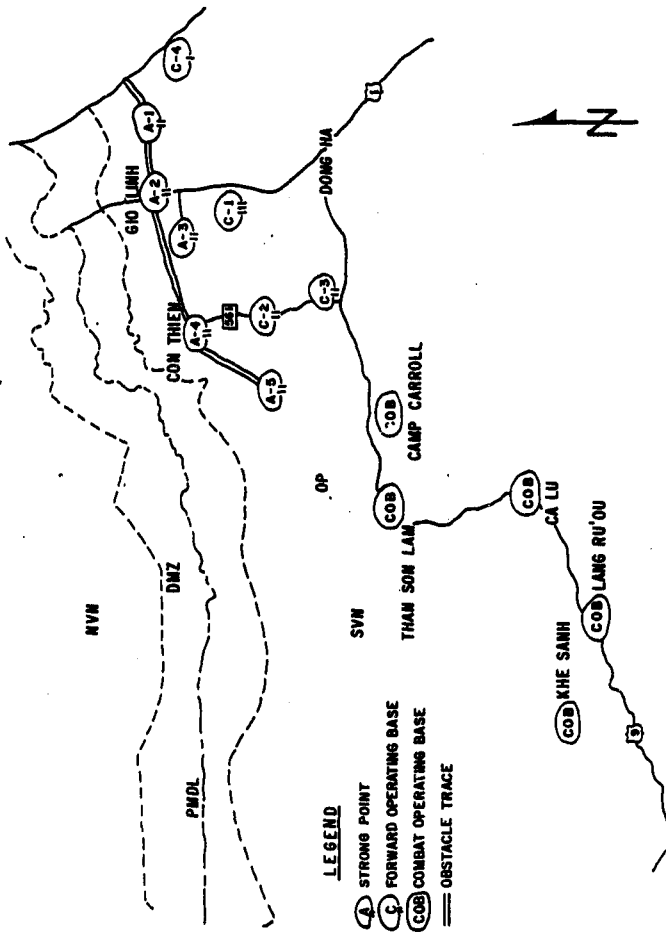 NVN
DMZ
PMDL
GIO LINH
CON THIEN
A-1
A-2
A-3
A-4
A-5
C-4
C-1
C-2
C-3
561
1
DONG HA
OP
SVN
COB
CAMP CARROLL
COB
THAN SON LAM
COB
CA LU
COB
LANG RU'OU
COB
KHE SANH
9
N
LEGEND
A STRONG POINT
C FORWARD OPERATING BASE
COB COMBAT OPERATING BASE
OBSTACLE TRACE